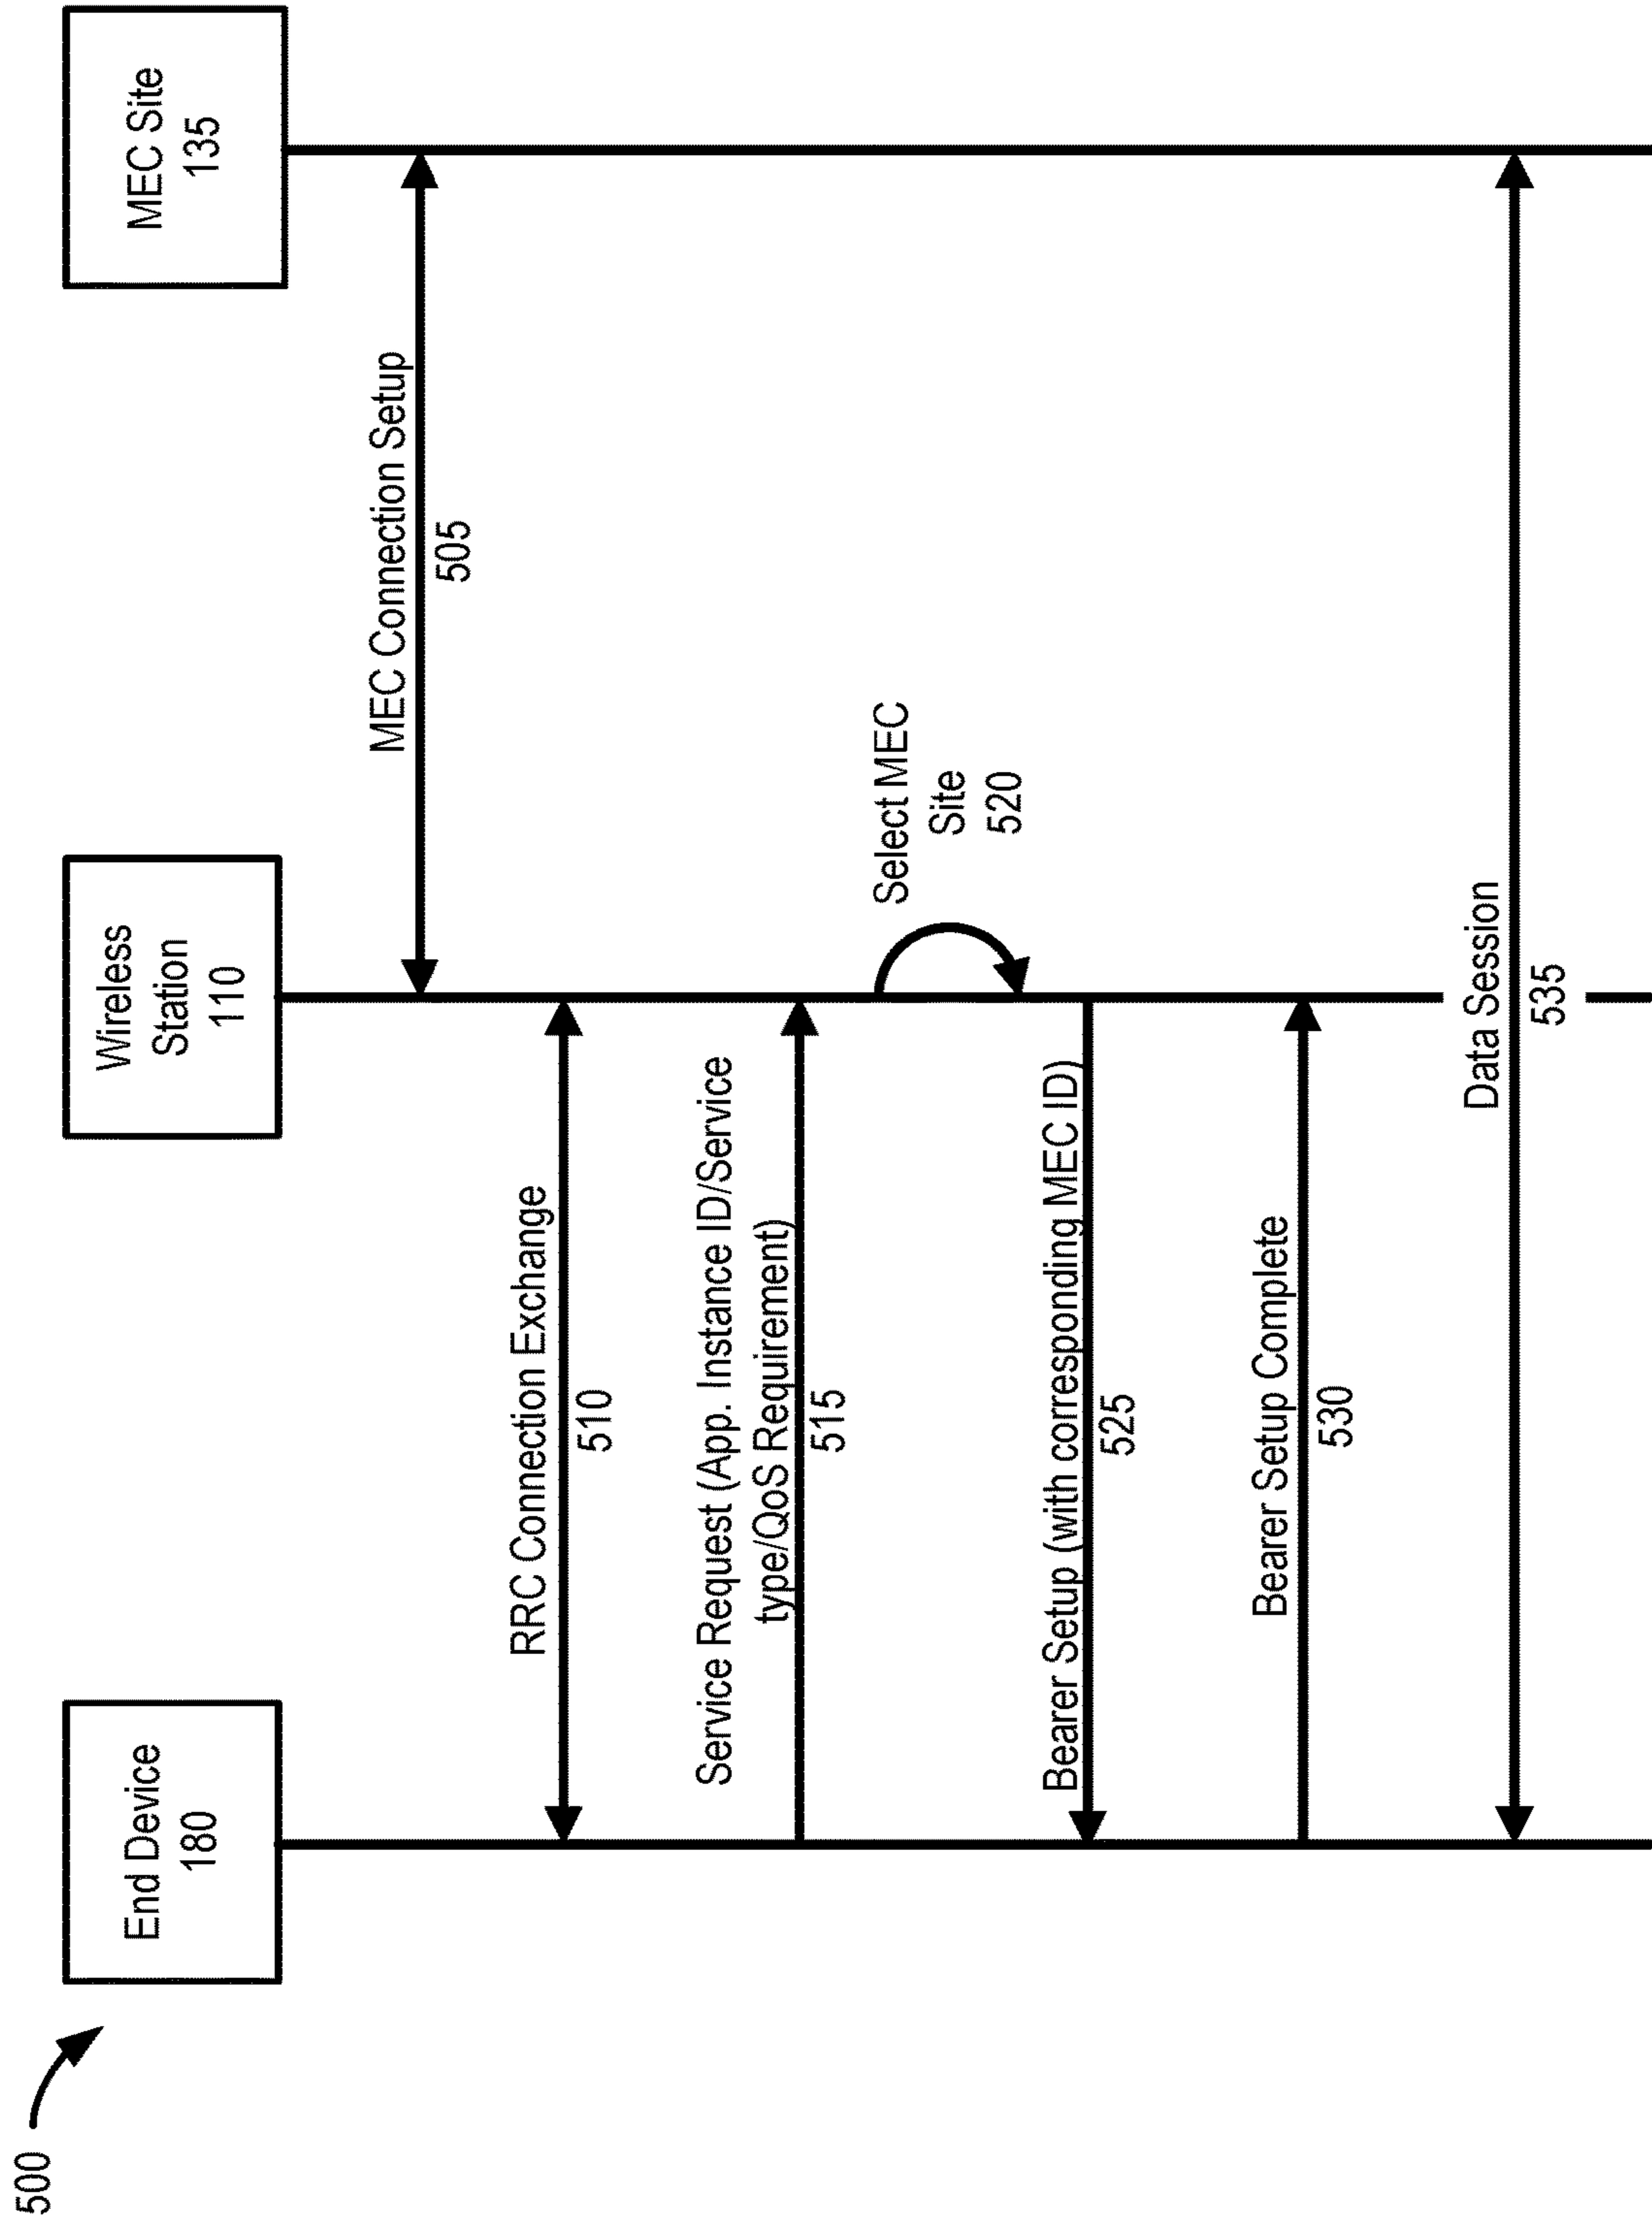 500
End Device
180
Wireless
Station
110
MEC Site
135
MEC Connection Setup
505
RRC Connection Exchange
510
Service Request (App. Instance ID/Service
type/QoS Requirement)
515
Select MEC
Site
520
Bearer Setup (with corresponding MEC ID)
525
Bearer Setup Complete
530
Data Session
535